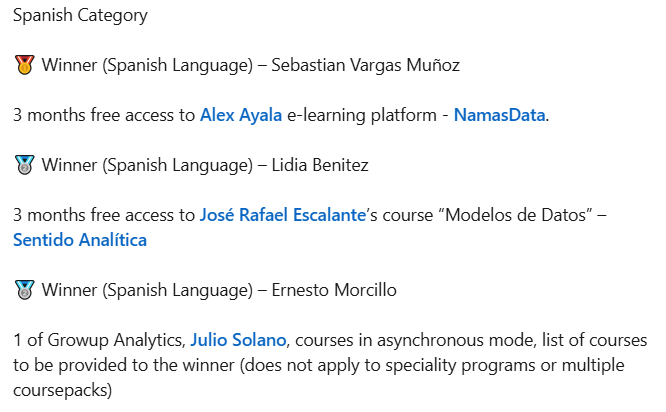 Spanish Category
🥇 Winner (Spanish Language) – Sebastian Vargas Muñoz
3 months free access to Alex Ayala e-learning platform - NamasData.
🥈 Winner (Spanish Language) – Lidia Benitez
3 months free access to José Rafael Escalante’s course “Modelos de Datos” –
Sentido Analítica
🥈 Winner (Spanish Language) – Ernesto Morcillo
1 of Growup Analytics, Julio Solano, courses in asynchronous mode, list of courses
to be provided to the winner (does not apply to speciality programs or multiple
coursepacks)